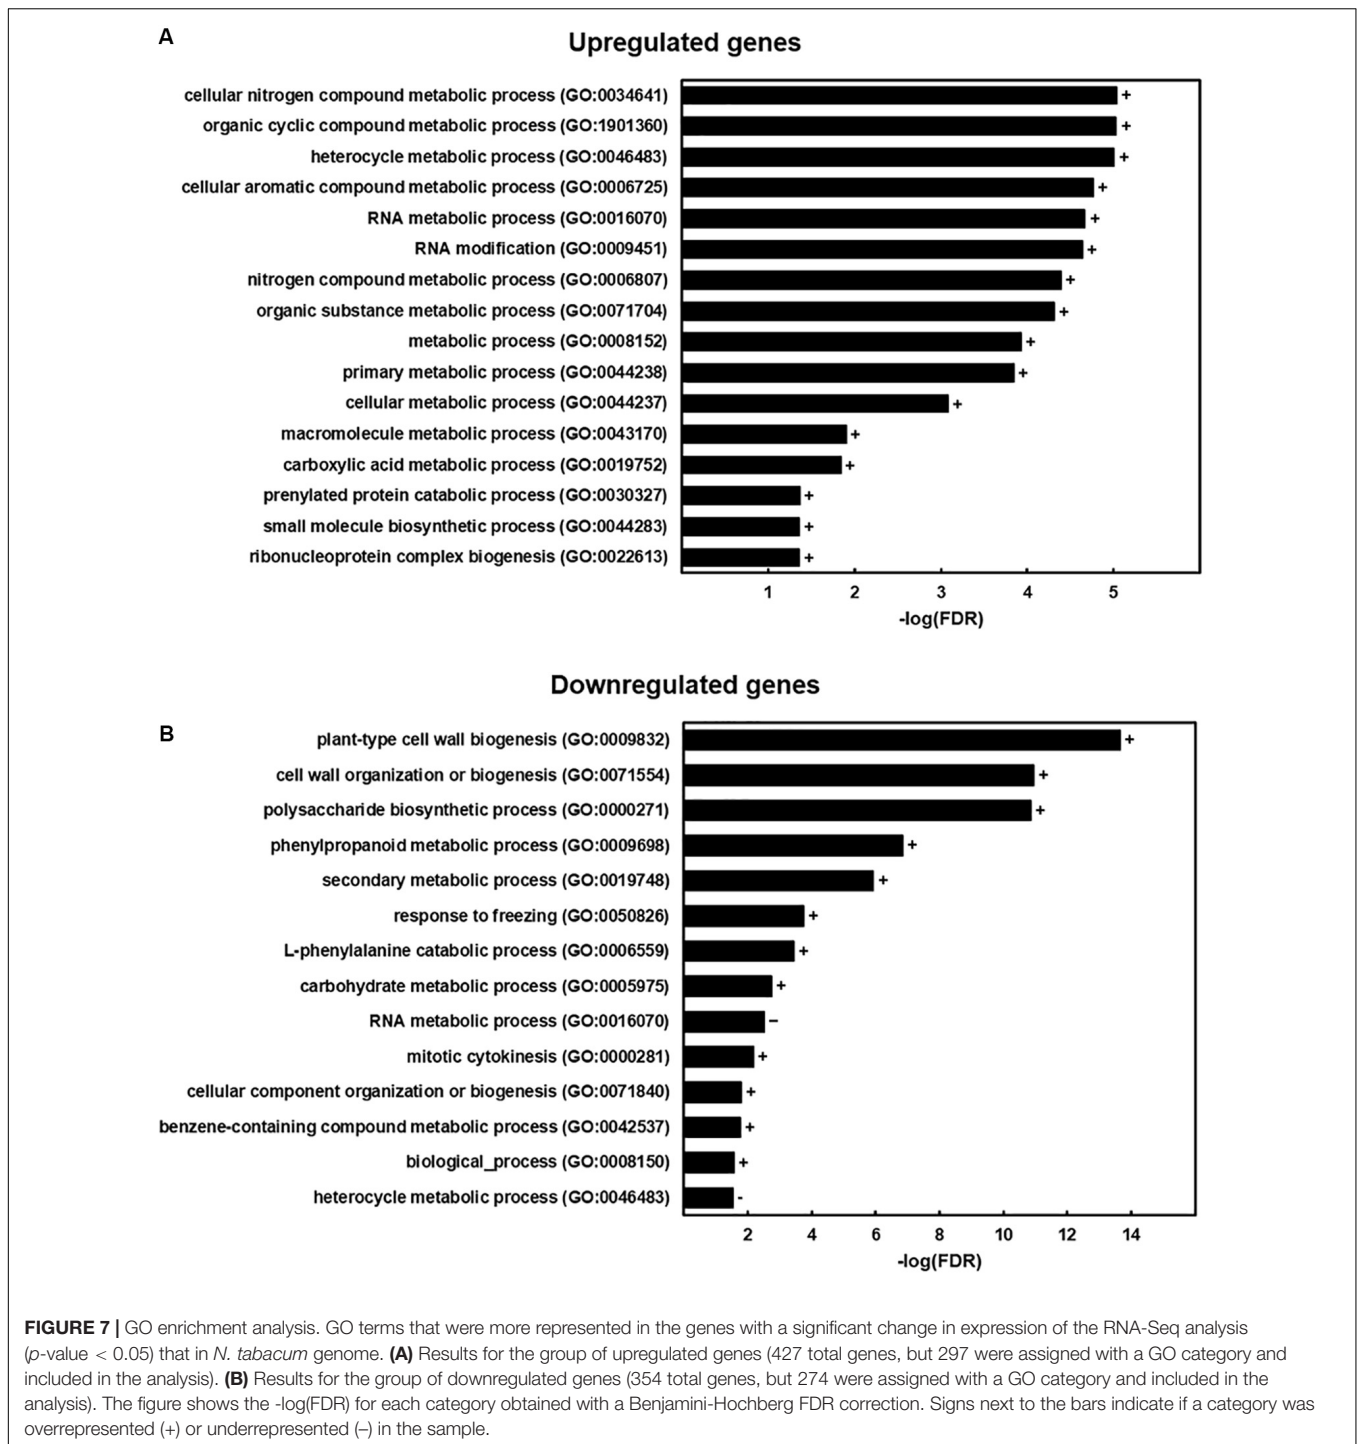 A
Upregulated genes
cellular nitrogen compound metabolic process (GO:0034641) +
organic cyclic compound metabolic process (GO:1901360) +
heterocycle metabolic process (GO:0046483) +
cellular aromatic compound metabolic process (GO:0006725) +
RNA metabolic process (GO:0016070) +
RNA modification (GO:0009451) +
nitrogen compound metabolic process (GO:0006807) +
organic substance metabolic process (GO:0071704) +
metabolic process (GO:0008152) +
primary metabolic process (GO:0044238) +
cellular metabolic process (GO:0044237) +
macromolecule metabolic process (GO:0043170) +
carboxylic acid metabolic process (GO:0019752) +
prenylated protein catabolic process (GO:0030327) +
small molecule biosynthetic process (GO:0044283) +
ribonucleoprotein complex biogenesis (GO:0022613) +
1 2 3 4 5
-log(FDR)
Downregulated genes
B
plant-type cell wall biogenesis (GO:0009832) +
cell wall organization or biogenesis (GO:0071554) +
polysaccharide biosynthetic process (GO:0000271) +
phenylpropanoid metabolic process (GO:0009698) +
secondary metabolic process (GO:0019748) +
response to freezing (GO:0050826) +
L-phenylalanine catabolic process (GO:0006559) +
carbohydrate metabolic process (GO:0005975) +
RNA metabolic process (GO:0016070) –
mitotic cytokinesis (GO:0000281) +
cellular component organization or biogenesis (GO:0071840) +
benzene-containing compound metabolic process (GO:0042537) +
biological_process (GO:0008150) +
heterocycle metabolic process (GO:0046483) -
2 4 6 8 10 12 14
-log(FDR)
FIGURE 7 | GO enrichment analysis. GO terms that were more represented in the genes with a significant change in expression of the RNA-Seq analysis
(p-value < 0.05) that in N. tabacum genome. (A) Results for the group of upregulated genes (427 total genes, but 297 were assigned with a GO category and
included in the analysis). (B) Results for the group of downregulated genes (354 total genes, but 274 were assigned with a GO category and included in the
analysis). The figure shows the -log(FDR) for each category obtained with a Benjamini-Hochberg FDR correction. Signs next to the bars indicate if a category was
overrepresented (+) or underrepresented (–) in the sample.